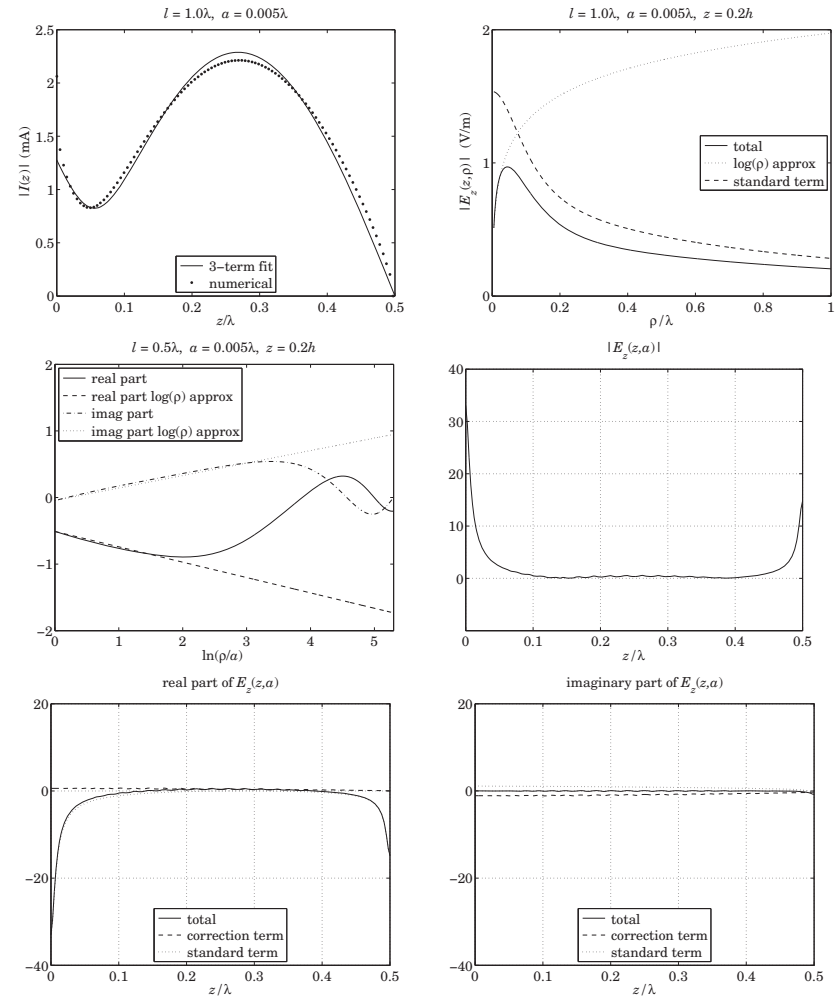 l = 1.0λ, a = 0.005λ
2.5
2
1.5
1
0.5
0
|I(z)| (mA)
3−term fit
numerical
0 0.1 0.2 0.3 0.4 0.5
z/λ
l = 1.0λ, a = 0.005λ, z = 0.2h
2
1
0
|E_z(z,ρ)| (V/m)
total
log(ρ) approx
standard term
0 0.2 0.4 0.6 0.8 1
ρ/λ
l = 0.5λ, a = 0.005λ, z = 0.2h
2
1
0
−1
−2
real part
real part log(ρ) approx
imag part
imag part log(ρ) approx
0 1 2 3 4 5
ln(ρ/a)
|E_z(z,a)|
40
30
20
10
0
0 0.1 0.2 0.3 0.4 0.5
z/λ
real part of E_z(z,a)
20
0
−20
−40
total
correction term
standard term
0 0.1 0.2 0.3 0.4 0.5
z/λ
imaginary part of E_z(z,a)
20
0
−20
−40
total
correction term
standard term
0 0.1 0.2 0.3 0.4 0.5
z/λ